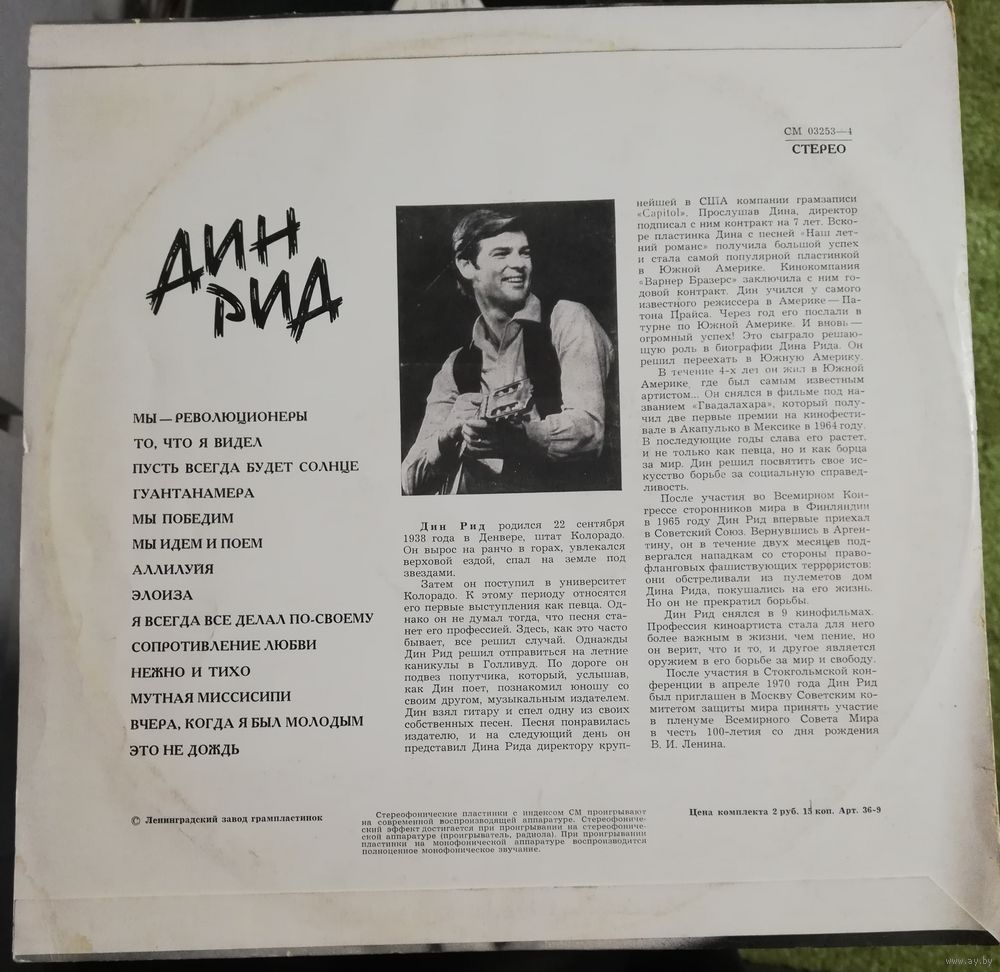 СМ 03253—4
СТЕРЕО
ДИН
РИД
МЫ — РЕВОЛЮЦИОНЕРЫ
ТО, ЧТО Я ВИДЕЛ
ПУСТЬ ВСЕГДА БУДЕТ СОЛНЦЕ
ГУАНТАНАМЕРА
МЫ ПОБЕДИМ
МЫ ИДЕМ И ПОЕМ
АЛЛИЛУЙЯ
ЭЛОИЗА
Я ВСЕГДА ВСЕ ДЕЛАЛ ПО-СВОЕМУ
СОПРОТИВЛЕНИЕ ЛЮБВИ
НЕЖНО И ТИХО
МУТНАЯ МИССИСИПИ
ВЧЕРА, КОГДА Я БЫЛ МОЛОДЫМ
ЭТО НЕ ДОЖДЬ
Дин Рид родился 22 сентября
1938 года в Денвере, штат Колорадо.
Он вырос на ранчо в горах, увлекался
верховой ездой, спал на земле под
звездами.
Затем он поступил в университет
Колорадо. К этому периоду относятся
его первые выступления как певца. Од-
нако он не думал тогда, что песня ста-
нет его профессией. Здесь, как это часто
бывает, все решил случай. Однажды
Дин Рид решил отправиться на летние
каникулы в Голливуд. По дороге он
подвез попутчика, который, услышав,
как Дин поет, познакомил юношу со
своим другом, музыкальным издателем.
Дин взял гитару и спел одну из своих
собственных песен. Песня понравилась
издателю, и на следующий день он
представил Дина Рида директору круп-
нейшей в США компании грамзаписи
«Capitol». Прослушав Дина, директор
подписал с ним контракт на 7 лет. Вско-
ре пластинка Дина с песней «Наш лет-
ний романс» получила большой успех
и стала самой популярной пластинкой
в Южной Америке. Кинокомпания
«Варнер Бразерс» заключила с ним го-
довой контракт. Дин учился у самого
известного режиссера в Америке — Па-
тона Прайса. Через год его послали в
турне по Южной Америке. И вновь —
огромный успех! Это сыграло решаю-
щую роль в биографии Дина Рида. Он
решил переехать в Южную Америку.
В течение 4-х лет он жил в Южной
Америке, где был самым известным
артистом... Он снялся в фильме под на-
званием «Гвадалахара», который полу-
чил две первые премии на кинофести-
вале в Акапулько в Мексике в 1964 году.
В последующие годы слава его растет,
и не только как певца, но и как борца
за мир. Дин решил посвятить свое ис-
кусство борьбе за социальную справед-
ливость.
После участия во Всемирном Кон-
грессе сторонников мира в Финляндии
в 1965 году Дин Рид впервые приехал
в Советский Союз. Вернувшись в Арген-
тину, он в течение двух месяцев под-
вергался нападкам со стороны право-
фланговых фашиствующих террористов:
они обстреливали из пулеметов дом
Дина Рида, покушались на его жизнь.
Но он не прекратил борьбы.
Дин Рид снялся в 9 кинофильмах.
Профессия киноартиста стала для него
более важным в жизни, чем пение, но
он верит, что и то, и другое является
оружием в его борьбе за мир и свободу.
После участия в Стокгольмской кон-
ференции в апреле 1970 года Дин Рид
был приглашен в Москву Советским ко-
митетом защиты мира принять участие
в пленуме Всемирного Совета Мира
в честь 100-летия со дня рождения
В. И. Ленина.
© Ленинградский завод грампластинок
Стереофонические пластинки с индексом СМ проигрывают
на современной воспроизводящей аппаратуре. Стереофониче-
ский эффект достигается при проигрывании на стереофониче-
ской аппаратуре (проигрыватель, радиола). При проигрывании
пластинки на монофонической аппаратуре воспроизводится
полноценное монофоническое звучание.
Цена комплекта 2 руб. 15 коп. Арт. 36-9
www.ay.by